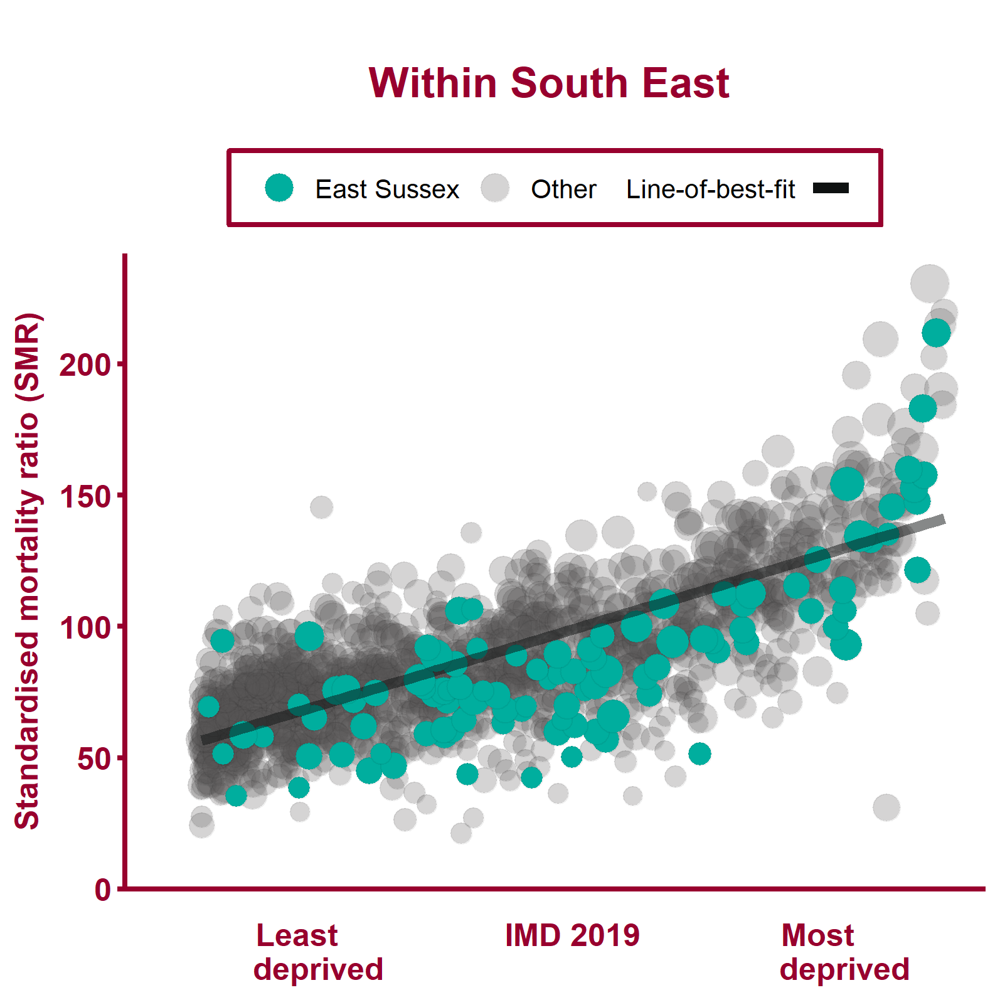 Within South East
East Sussex
Other
Line-of-best-fit
Standardised mortality ratio (SMR)
200
150
100
50
0
Least
deprived
IMD 2019
Most
deprived